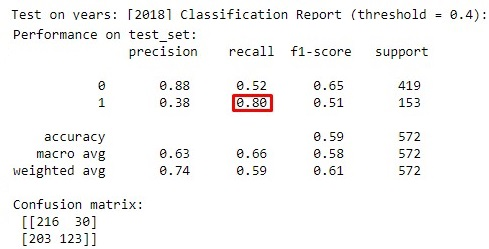 Test on years: [2018] Classification Report (threshold = 0.4):
Performance on test_set:
precision recall f1-score support
0 0.88 0.52 0.65 419
1 0.38 0.80 0.51 153
accuracy 0.59 572
macro avg 0.63 0.66 0.58 572
weighted avg 0.74 0.59 0.61 572
Confusion matrix:
[[216 30]
[203 123]]